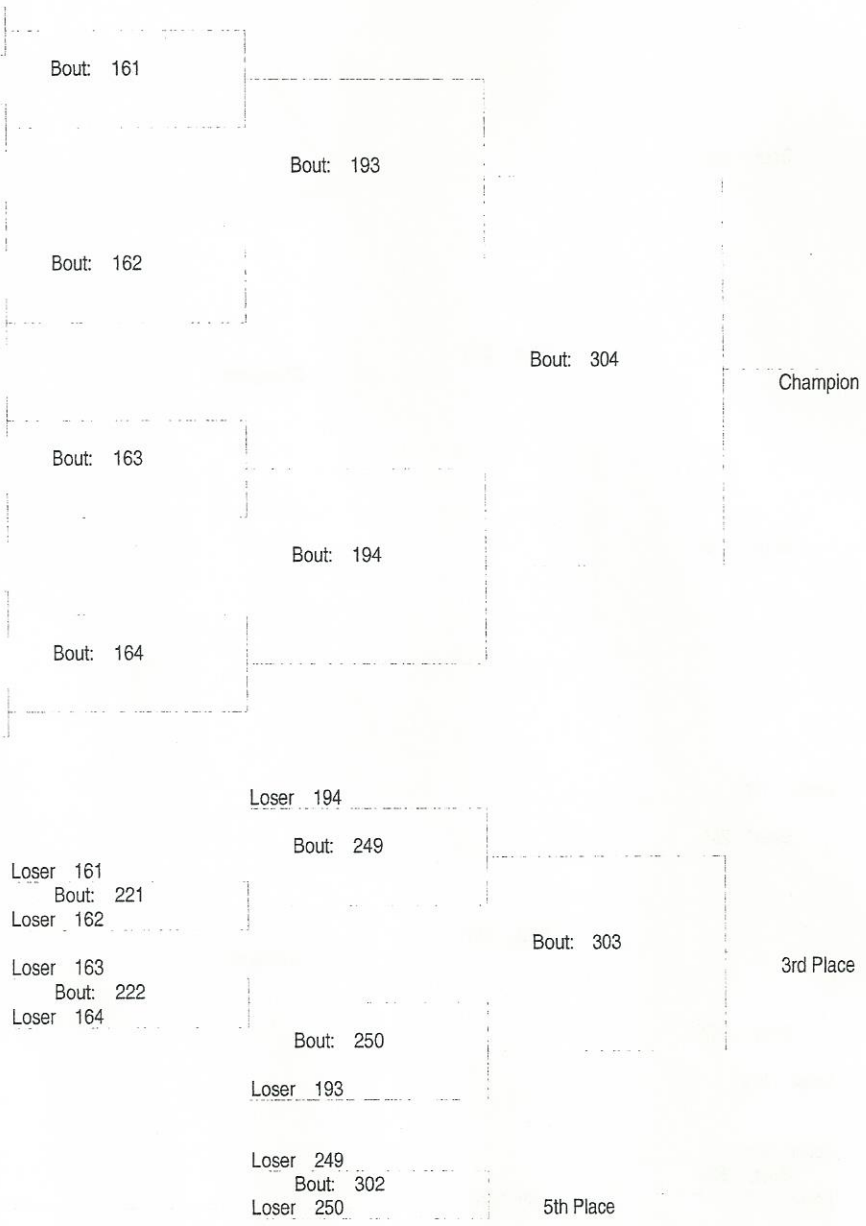 Bout: 161
Bout: 193
Bout: 162
Bout: 304
Champion
Bout: 163
Bout: 194
Bout: 164
Loser 194
Bout: 249
Loser 161
Bout: 221
Loser 162
Bout: 303
Loser 163
3rd Place
Bout: 222
Loser 164
Bout: 250
Loser 193
Loser 249
Bout: 302
Loser 250
5th Place